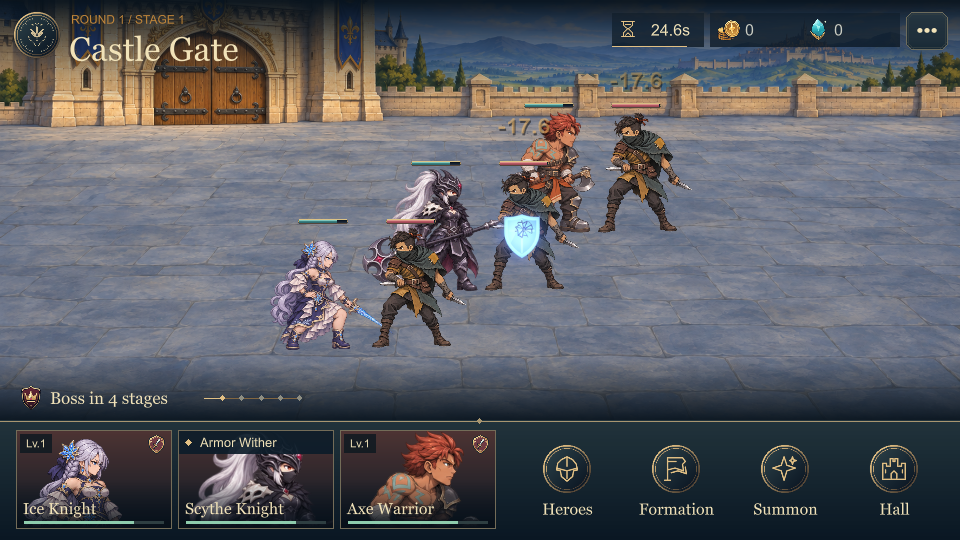 ROUND 1 / STAGE 1
Castle Gate
24.6s
0
0
-17.6
-17.6
Boss in 4 stages
Lv.1
Ice Knight
Armor Wither
Scythe Knight
Lv.1
Axe Warrior
Heroes
Formation
Summon
Hall